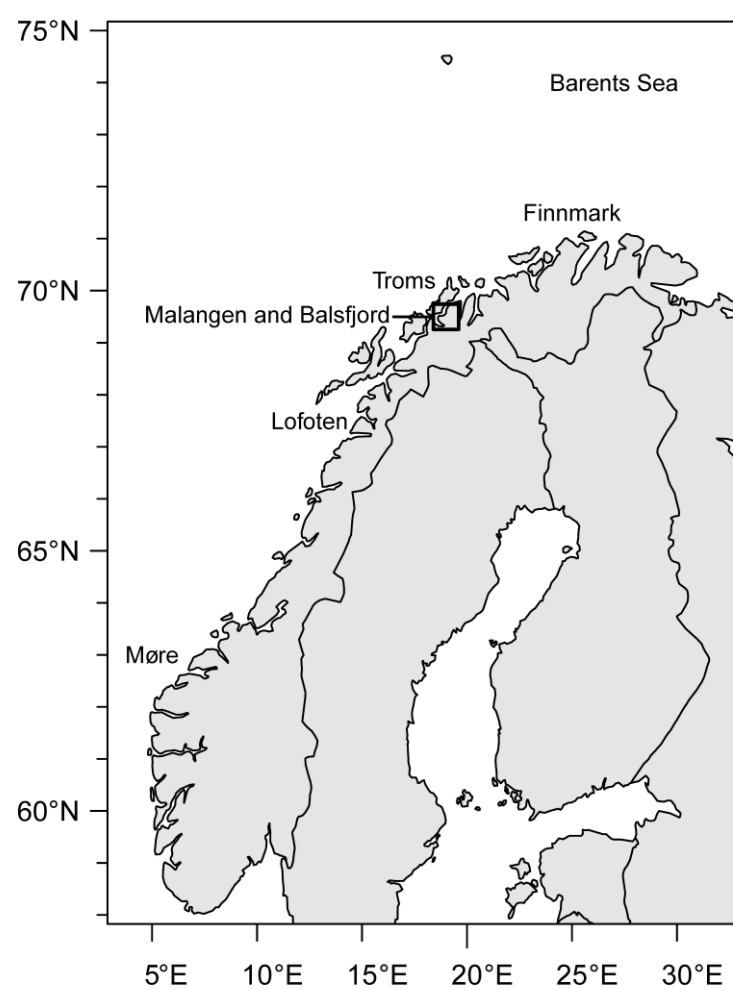 75°N
Barents Sea
Finnmark
Troms
70°N
Malangen and Balsfjord
Lofoten
65°N
Møre
60°N
5°E 10°E 15°E 20°E 25°E 30°E